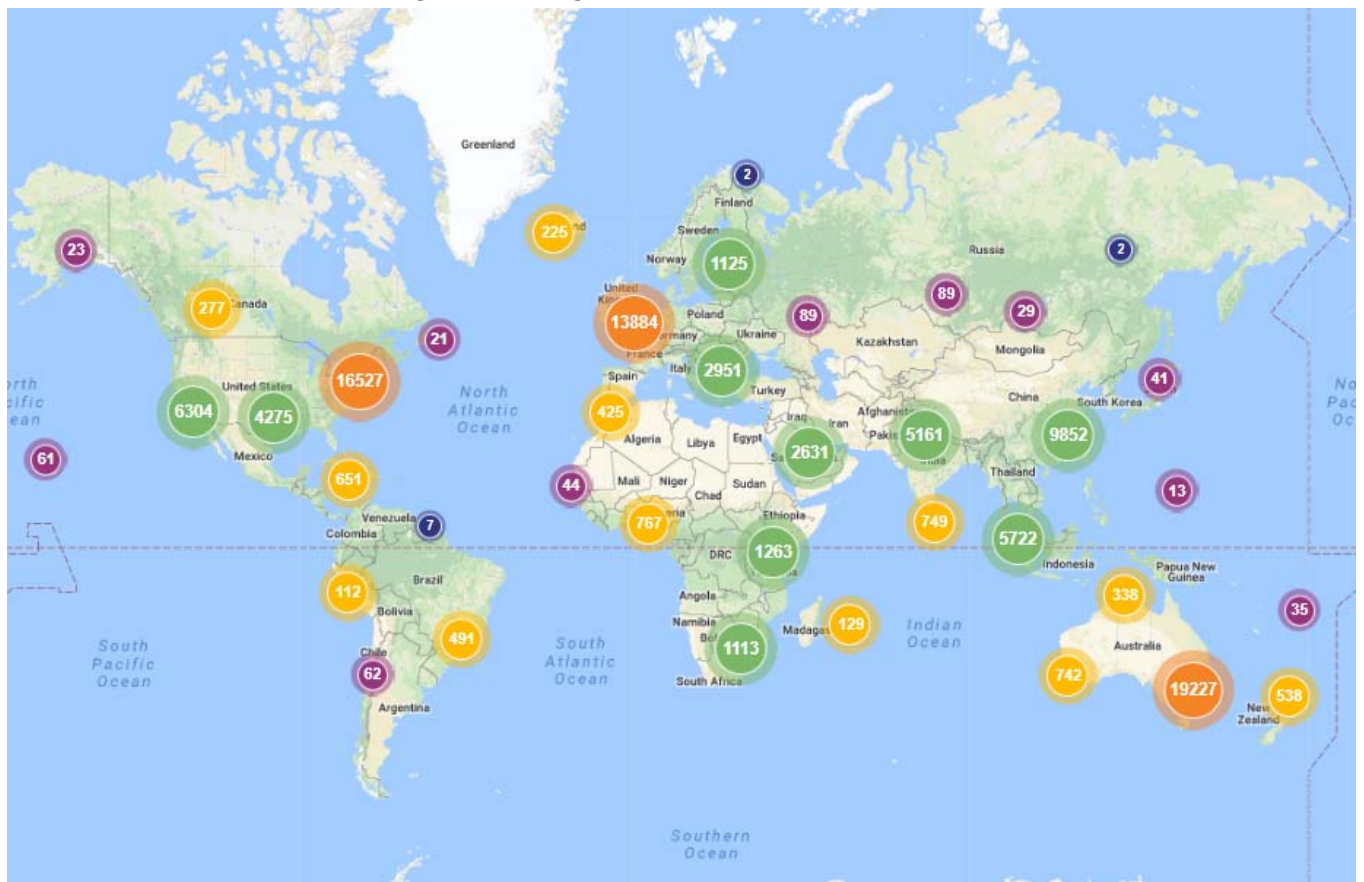 Greenland
2
Finland
225
Sweden
Russia
2
23
Norway
1125
277
Canada
United
13884
Poland
89
89
29
Ukraine
Kazakhstan
Mongolia
21
France
16527
Italy
2951
Spain
Turkey
41
North
Atlantic
Ocean
United States
6304
4275
425
China
South Korea
Iraq
Iran
Afghanistan
5161
9852
Algeria
Libya
Egypt
2631
India
Mexico
61
651
44
Mali
Niger
Chad
Sudan
Thailand
13
Venezuela
7
Colombia
767
Ethiopia
749
5722
1263
DRC
Indonesia
Papua New
Guinea
Brazil
112
Bolivia
Angola
338
35
Namibia
Madagas
129
Indian
Ocean
491
1113
South
Pacific
Ocean
South
Atlantic
Ocean
Australia
Chile
62
South Africa
742
19227
538
New
Zealand
Argentina
Southern
Ocean